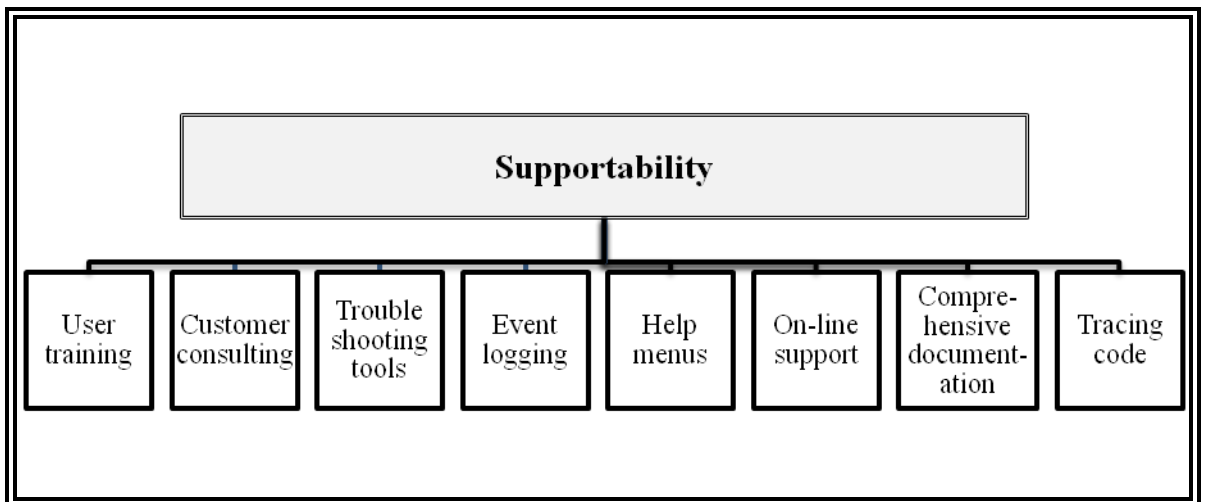 Supportability
User
training
Customer
consulting
Trouble
shooting
tools
Event
logging
Help
menus
On-line
support
Compre-
hensive
document-
ation
Tracing
code